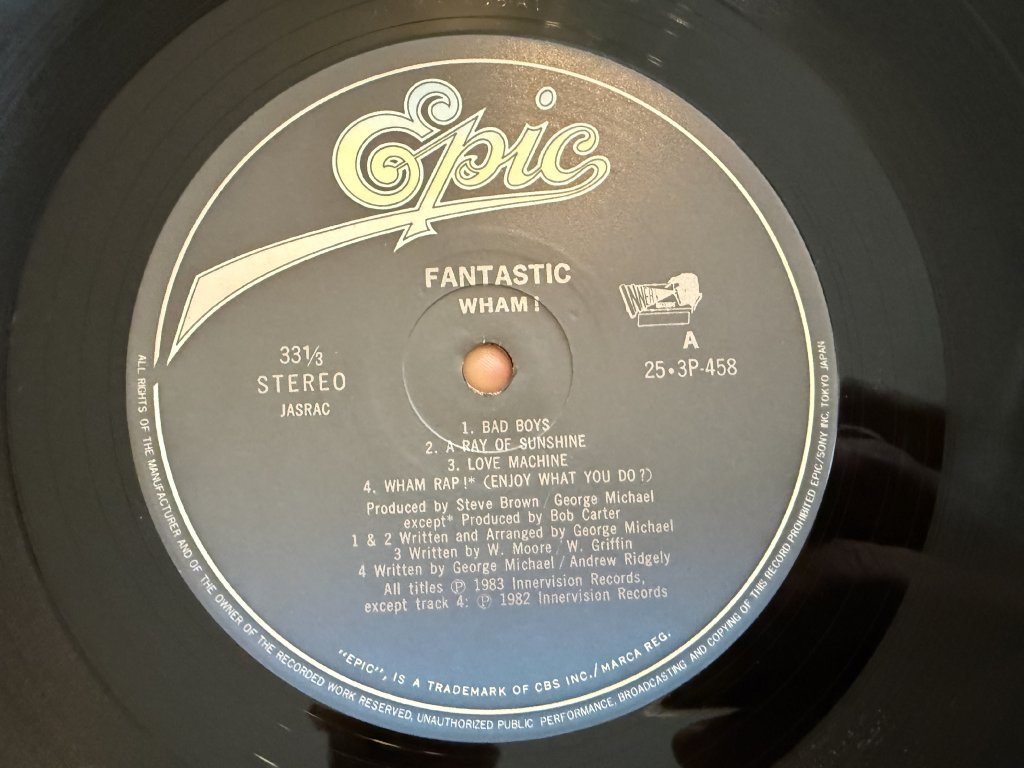 Epic
FANTASTIC
WHAM!
INNER
A
25•3P-458
33⅓
STEREO
JASRAC
1. BAD BOYS
2. A RAY OF SUNSHINE
3. LOVE MACHINE
4. WHAM RAP!* (ENJOY WHAT YOU DO?)
Produced by Steve Brown / George Michael
except* Produced by Bob Carter
1 & 2 Written and Arranged by George Michael
3 Written by W. Moore / W. Griffin
4 Written by George Michael / Andrew Ridgely
All titles ℗ 1983 Innervision Records,
except track 4: ℗ 1982 Innervision Records
"EPIC", IS A TRADEMARK OF CBS INC./MARCA REG.
ALL RIGHTS OF THE MANUFACTURER AND OF THE OWNER OF THE RECORDED WORK RESERVED, UNAUTHORIZED PUBLIC PERFORMANCE, BROADCASTING AND COPYING OF THIS RECORD PROHIBITED EPIC/SONY INC. TOKYO JAPAN